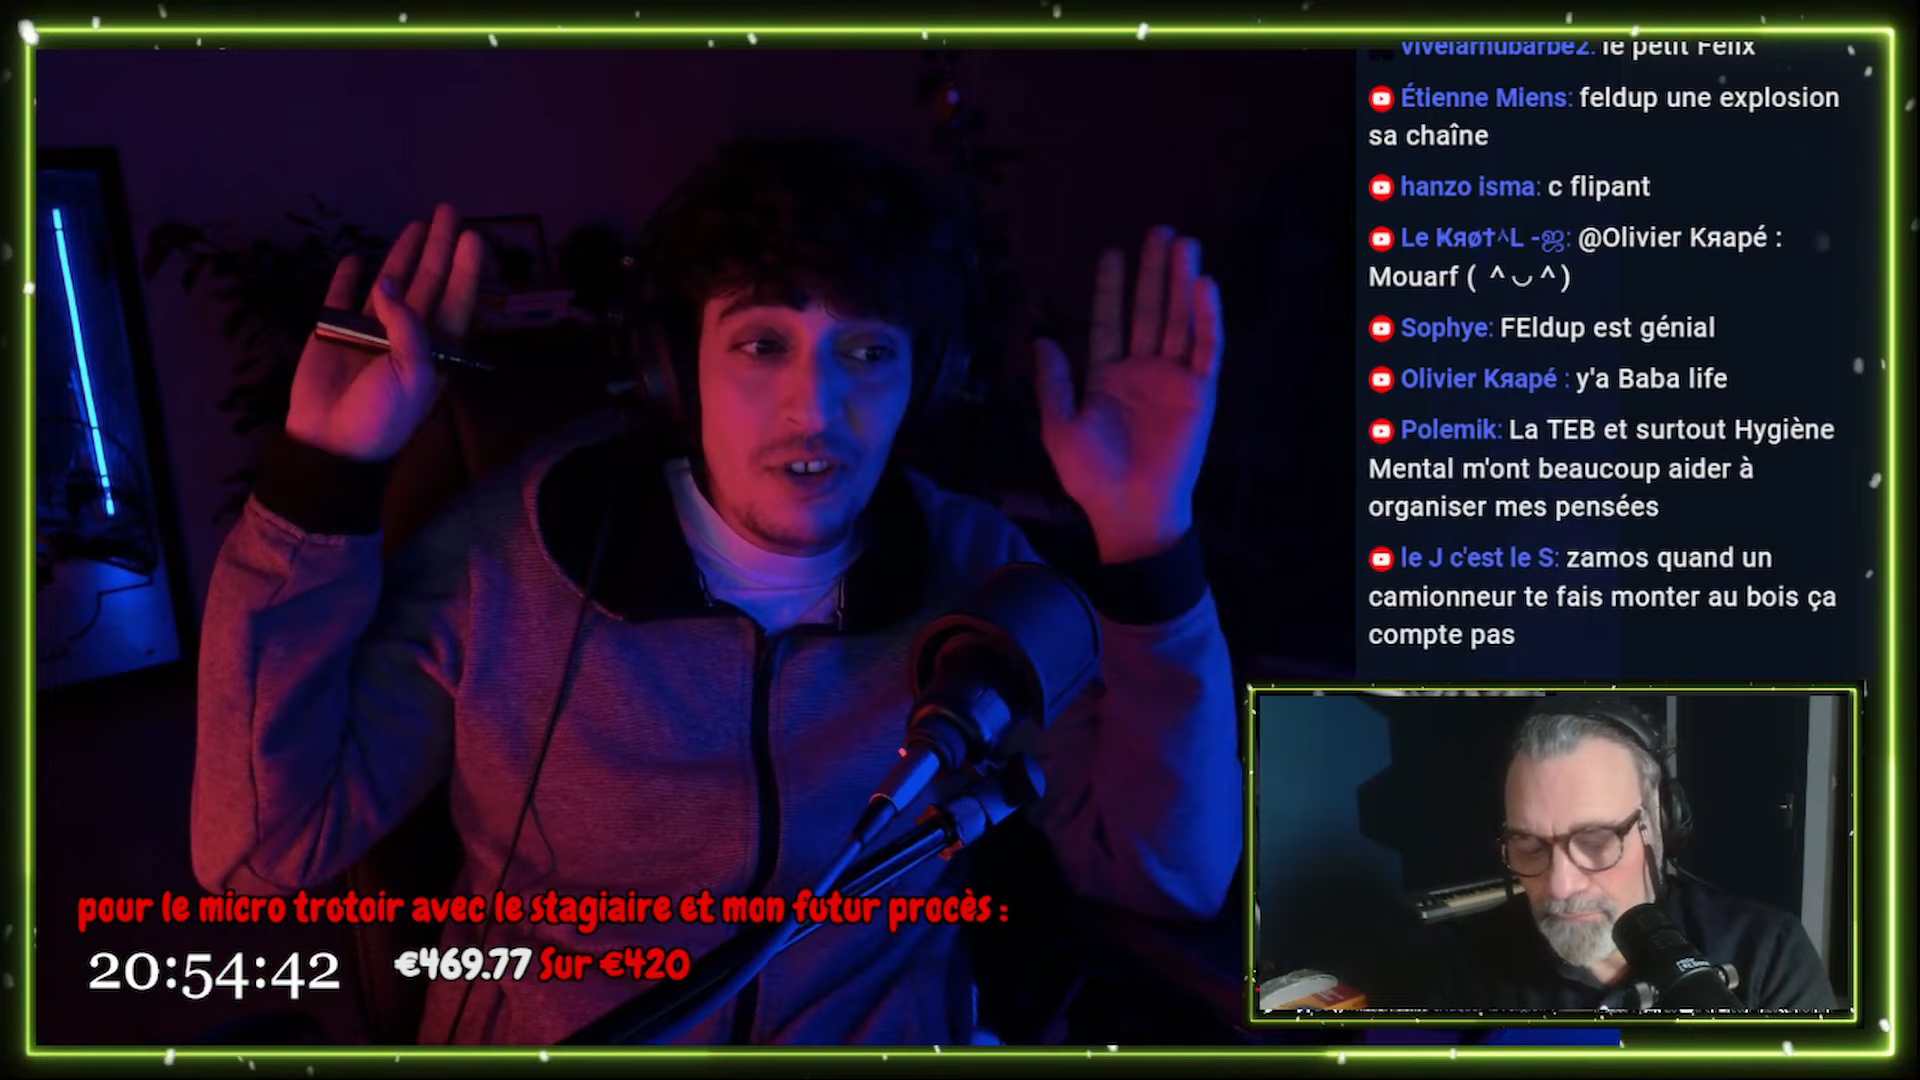 vivelarhubarbe2: le petit Félix
Étienne Miens: feldup une explosion
sa chaîne
hanzo isma: c flipant
Le Ҝяø†^L -ஜ: @Olivier Kяapé :
Mouarf ( ^ ◡ ^ )
Sophye: FEldup est génial
Olivier Kяapé : y'a Baba life
Polemik: La TEB et surtout Hygiène
Mental m'ont beaucoup aider à
organiser mes pensées
le J c'est le S: zamos quand un
camionneur te fais monter au bois ça
compte pas
pour le micro trotoir avec le stagiaire et mon futur procès :
20:54:42
€469.77 Sur €420